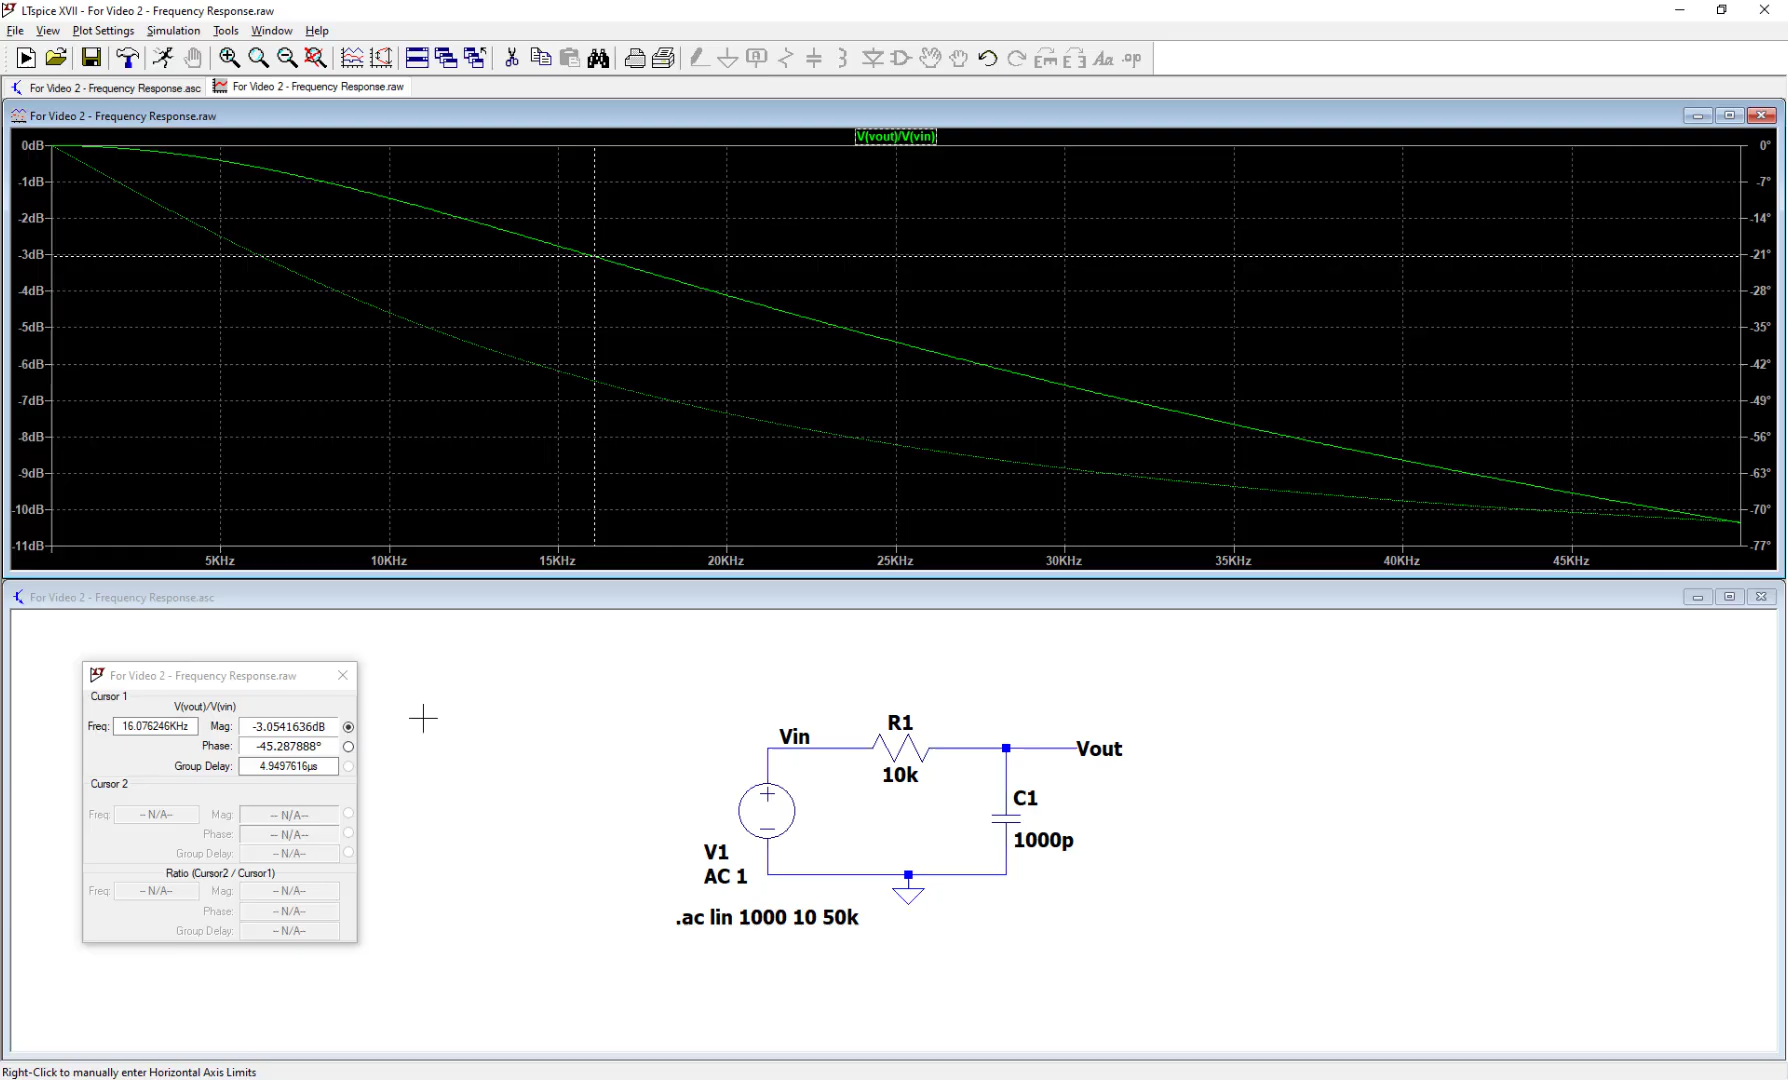 LTspice XVII - For Video 2 - Frequency Response.raw
File View Plot Settings Simulation Tools Window Help
Aa .op
For Video 2 - Frequency Response.asc For Video 2 - Frequency Response.raw
For Video 2 - Frequency Response.raw
V(vout)/V(vin)
0dB 0°
-1dB -7°
-2dB -14°
-3dB -21°
-4dB -28°
-5dB -35°
-6dB -42°
-7dB -49°
-8dB -56°
-9dB -63°
-10dB -70°
-11dB -77°
5KHz 10KHz 15KHz 20KHz 25KHz 30KHz 35KHz 40KHz 45KHz
For Video 2 - Frequency Response.asc
For Video 2 - Frequency Response.raw
Cursor 1
V(vout)/V(vin)
Freq: 16.076246KHz Mag: -3.0541636dB
Phase: -45.287888°
Group Delay: 4.9497616µs
Cursor 2
Freq: -- N/A-- Mag: -- N/A--
Phase: -- N/A--
Group Delay: -- N/A--
Ratio (Cursor2 / Cursor1)
Freq: -- N/A-- Mag: -- N/A--
Phase: -- N/A--
Group Delay: -- N/A--
Vin
R1
10k
Vout
C1
1000p
V1
AC 1
.ac lin 1000 10 50k
Right-Click to manually enter Horizontal Axis Limits